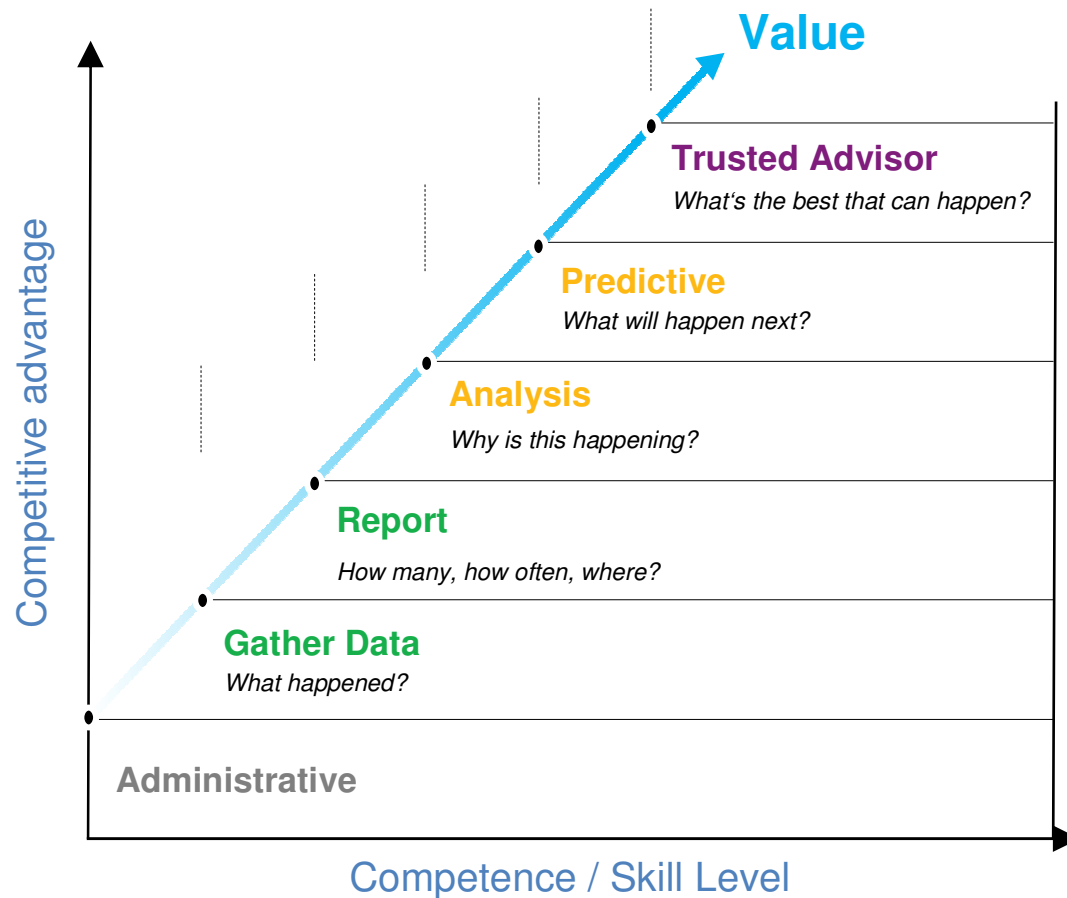 Value
Trusted Advisor
What‘s the best that can happen?
Predictive
What will happen next?
Analysis
Why is this happening?
Report
How many, how often, where?
Gather Data
What happened?
Administrative
Competitive advantage
Competence / Skill Level